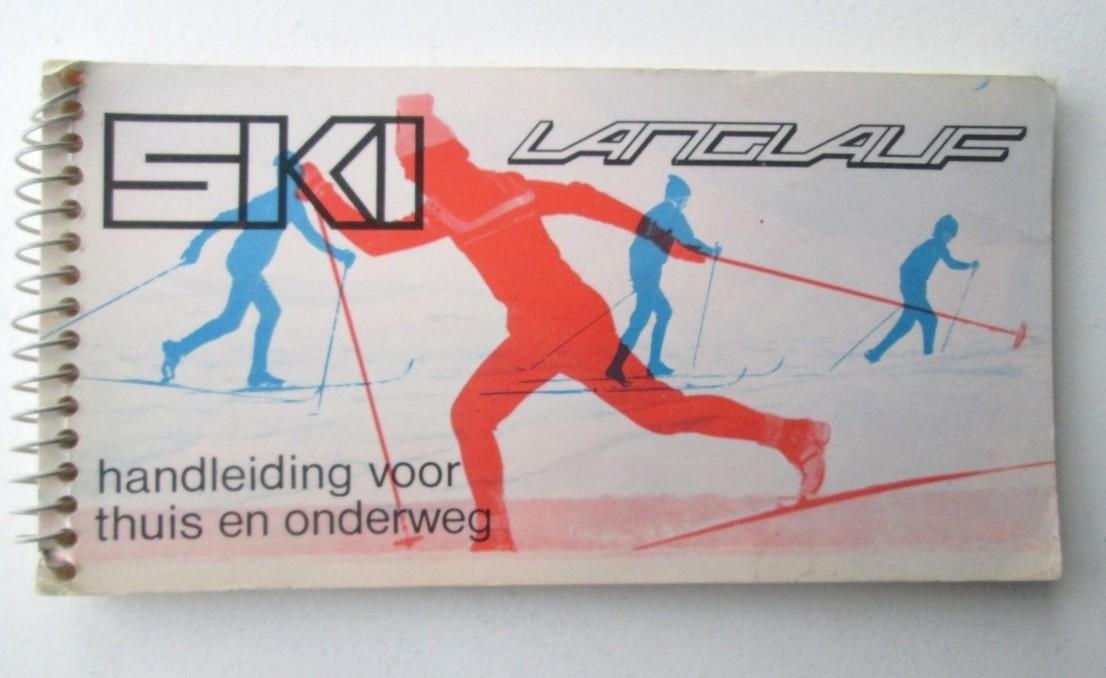 SKI LANGLAUF
handleiding voor
thuis en onderweg